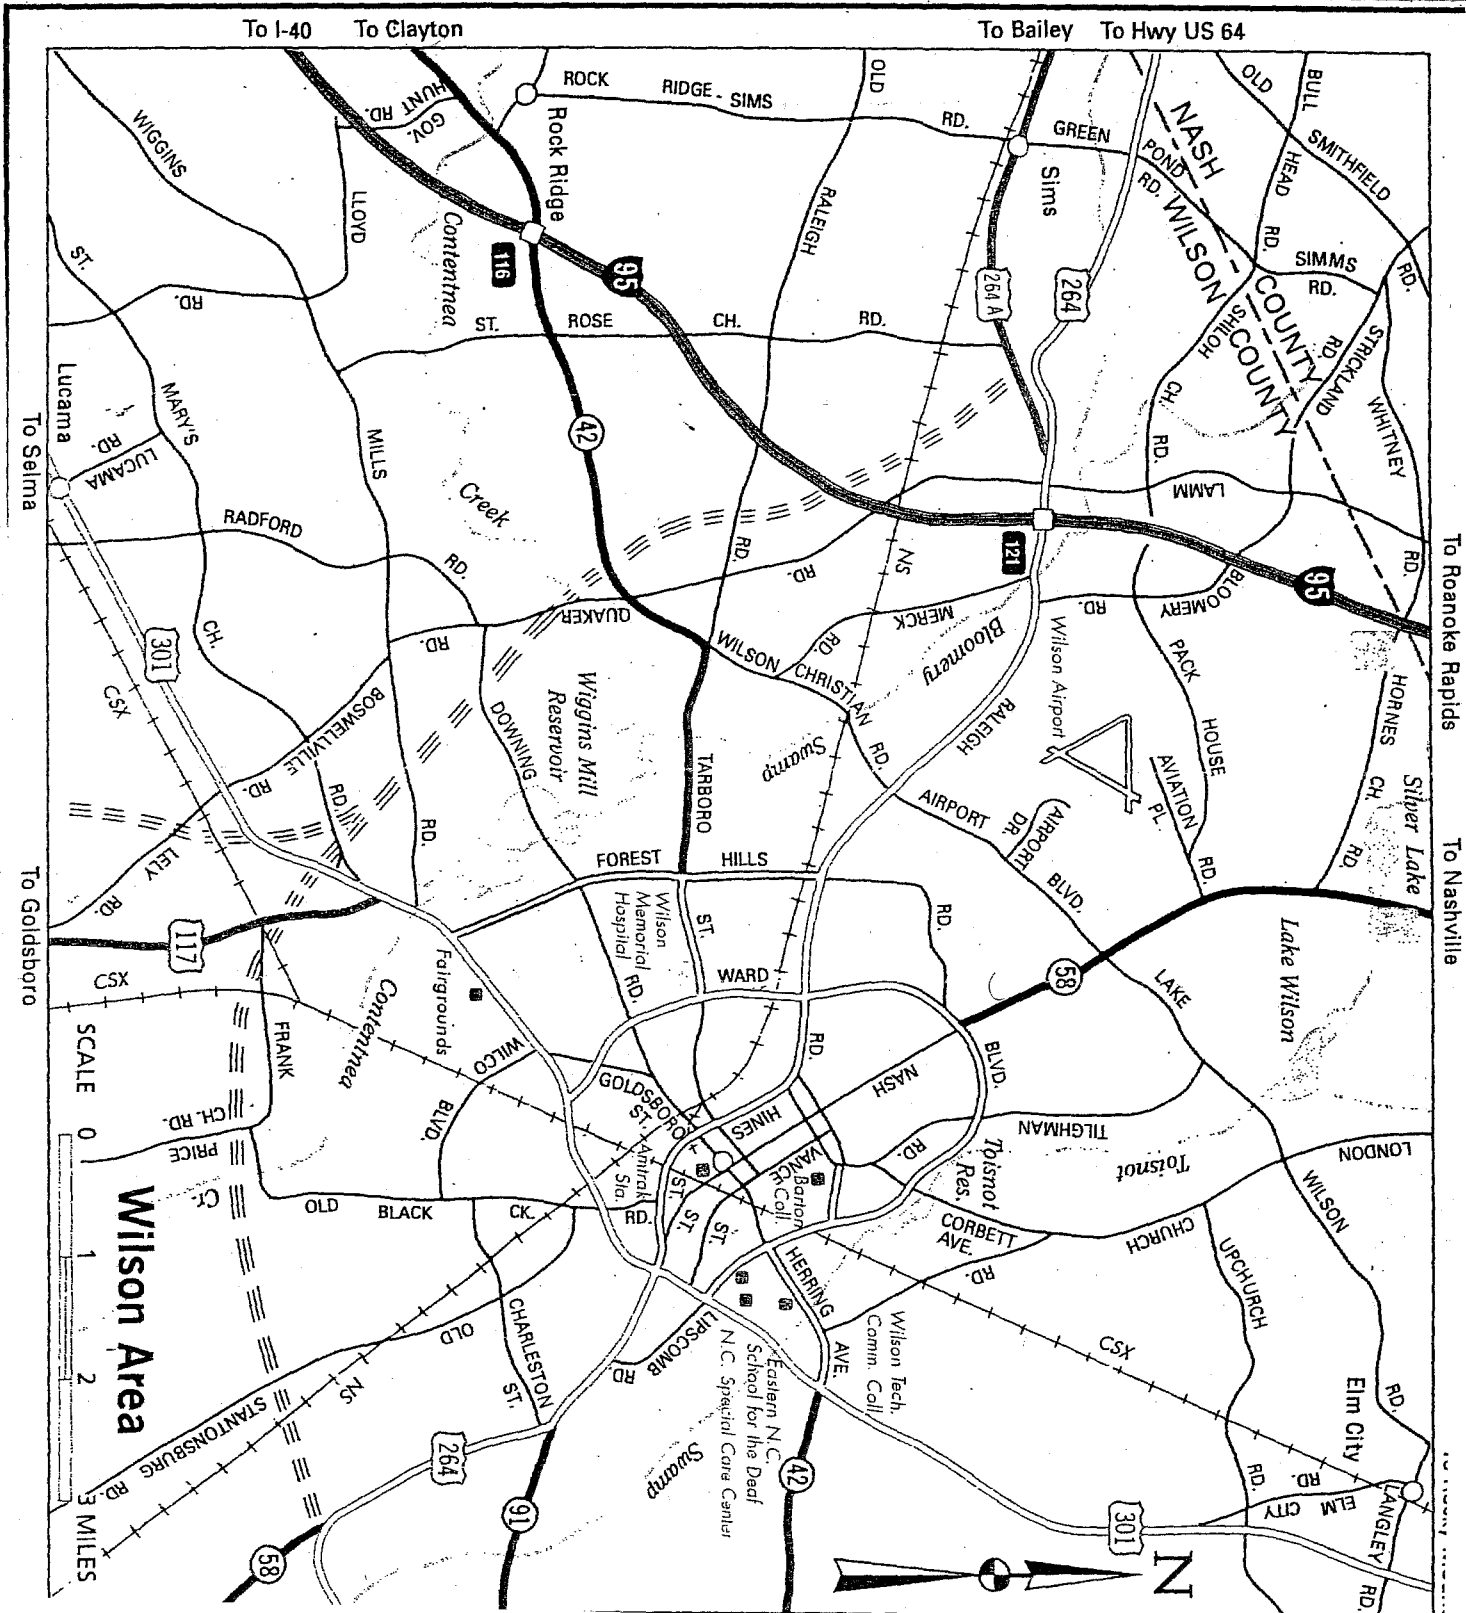 To I-40
To Clayton
To Bailey
To Hwy US 64
WIGGINS
HUNT RD.
GOV.
ROCK
RIDGE - SIMS
RD.
OLD
RALEIGH
RD.
GREEN
POND
RD.
NASH COUNTY
WILSON COUNTY
OLD
SMITHFIELD
RD.
BULL
HEAD
RD.
SIMMS
RD.
STRICKLAND
RD.
WHITNEY
RD.
SHILOH
CH.
RD.
Rock Ridge
Sims
LLOYD
Contentnea
Creek
116
95
264 A
264
ST.
RD.
ST.
ROSE
CH.
RD.
Lucama
LUCAMA
RD.
MARY'S
CH.
RD.
MILLS
RD.
42
LAMM
To Selma
RADFORD
RD.
QUAKER
RD.
RD.
NS
121
95
BLOOMERY
RD.
MERCK
RD.
Bloomery
Swamp
Wilson Airport
PACK
HOUSE
RD.
HORNES
CH.
RD.
To Roanoke Rapids
301
CSX
BOSWELLVILLE
RD.
DOWNING
Wiggins Mill
Reservoir
WILSON
CHRISTIAN
RD.
RALEIGH
RD.
TARBORO
ST.
AIRPORT
BLVD.
AIRPORT
DR.
AVIATION
PL.
Silver Lake
To Nashville
LELY
RD.
FOREST
HILLS
RD.
To Goldsboro
117
CSX
Fairgrounds
Contentnea
Cr.
Wilson
Memorial
Hospital
RD.
WARD
BLVD.
58
LAKE
WILSON
RD.
Lake Wilson
SCALE
0
1
2
3 MILES
FRANK
PRICE
CH. RD.
WILCO
BLVD.
GOLDSBORO
ST.
HINES
ST.
NASH
ST.
VANCE
ST.
Amtrak
Sta.
Barton
Coll.
TILGHMAN
RD.
Toisnot
Res.
Toisnot
LONDON
CHURCH
RD.
CORBETT
AVE.
Wilson Area
OLD
BLACK
CK.
RD.
CHARLESTON
ST.
OLD
STANTONSBURG
RD.
NS
LIPSCOMB
RD
HERRING
AVE.
Wilson Tech.
Comm. Coll.
Eastern N.C.
School for the Deaf
N.C. Special Care Center
Swamp
UPCHURCH
RD.
CSX
Elm City
ELM
CITY
RD.
LANGLEY
RD.
264
91
42
301
58
N